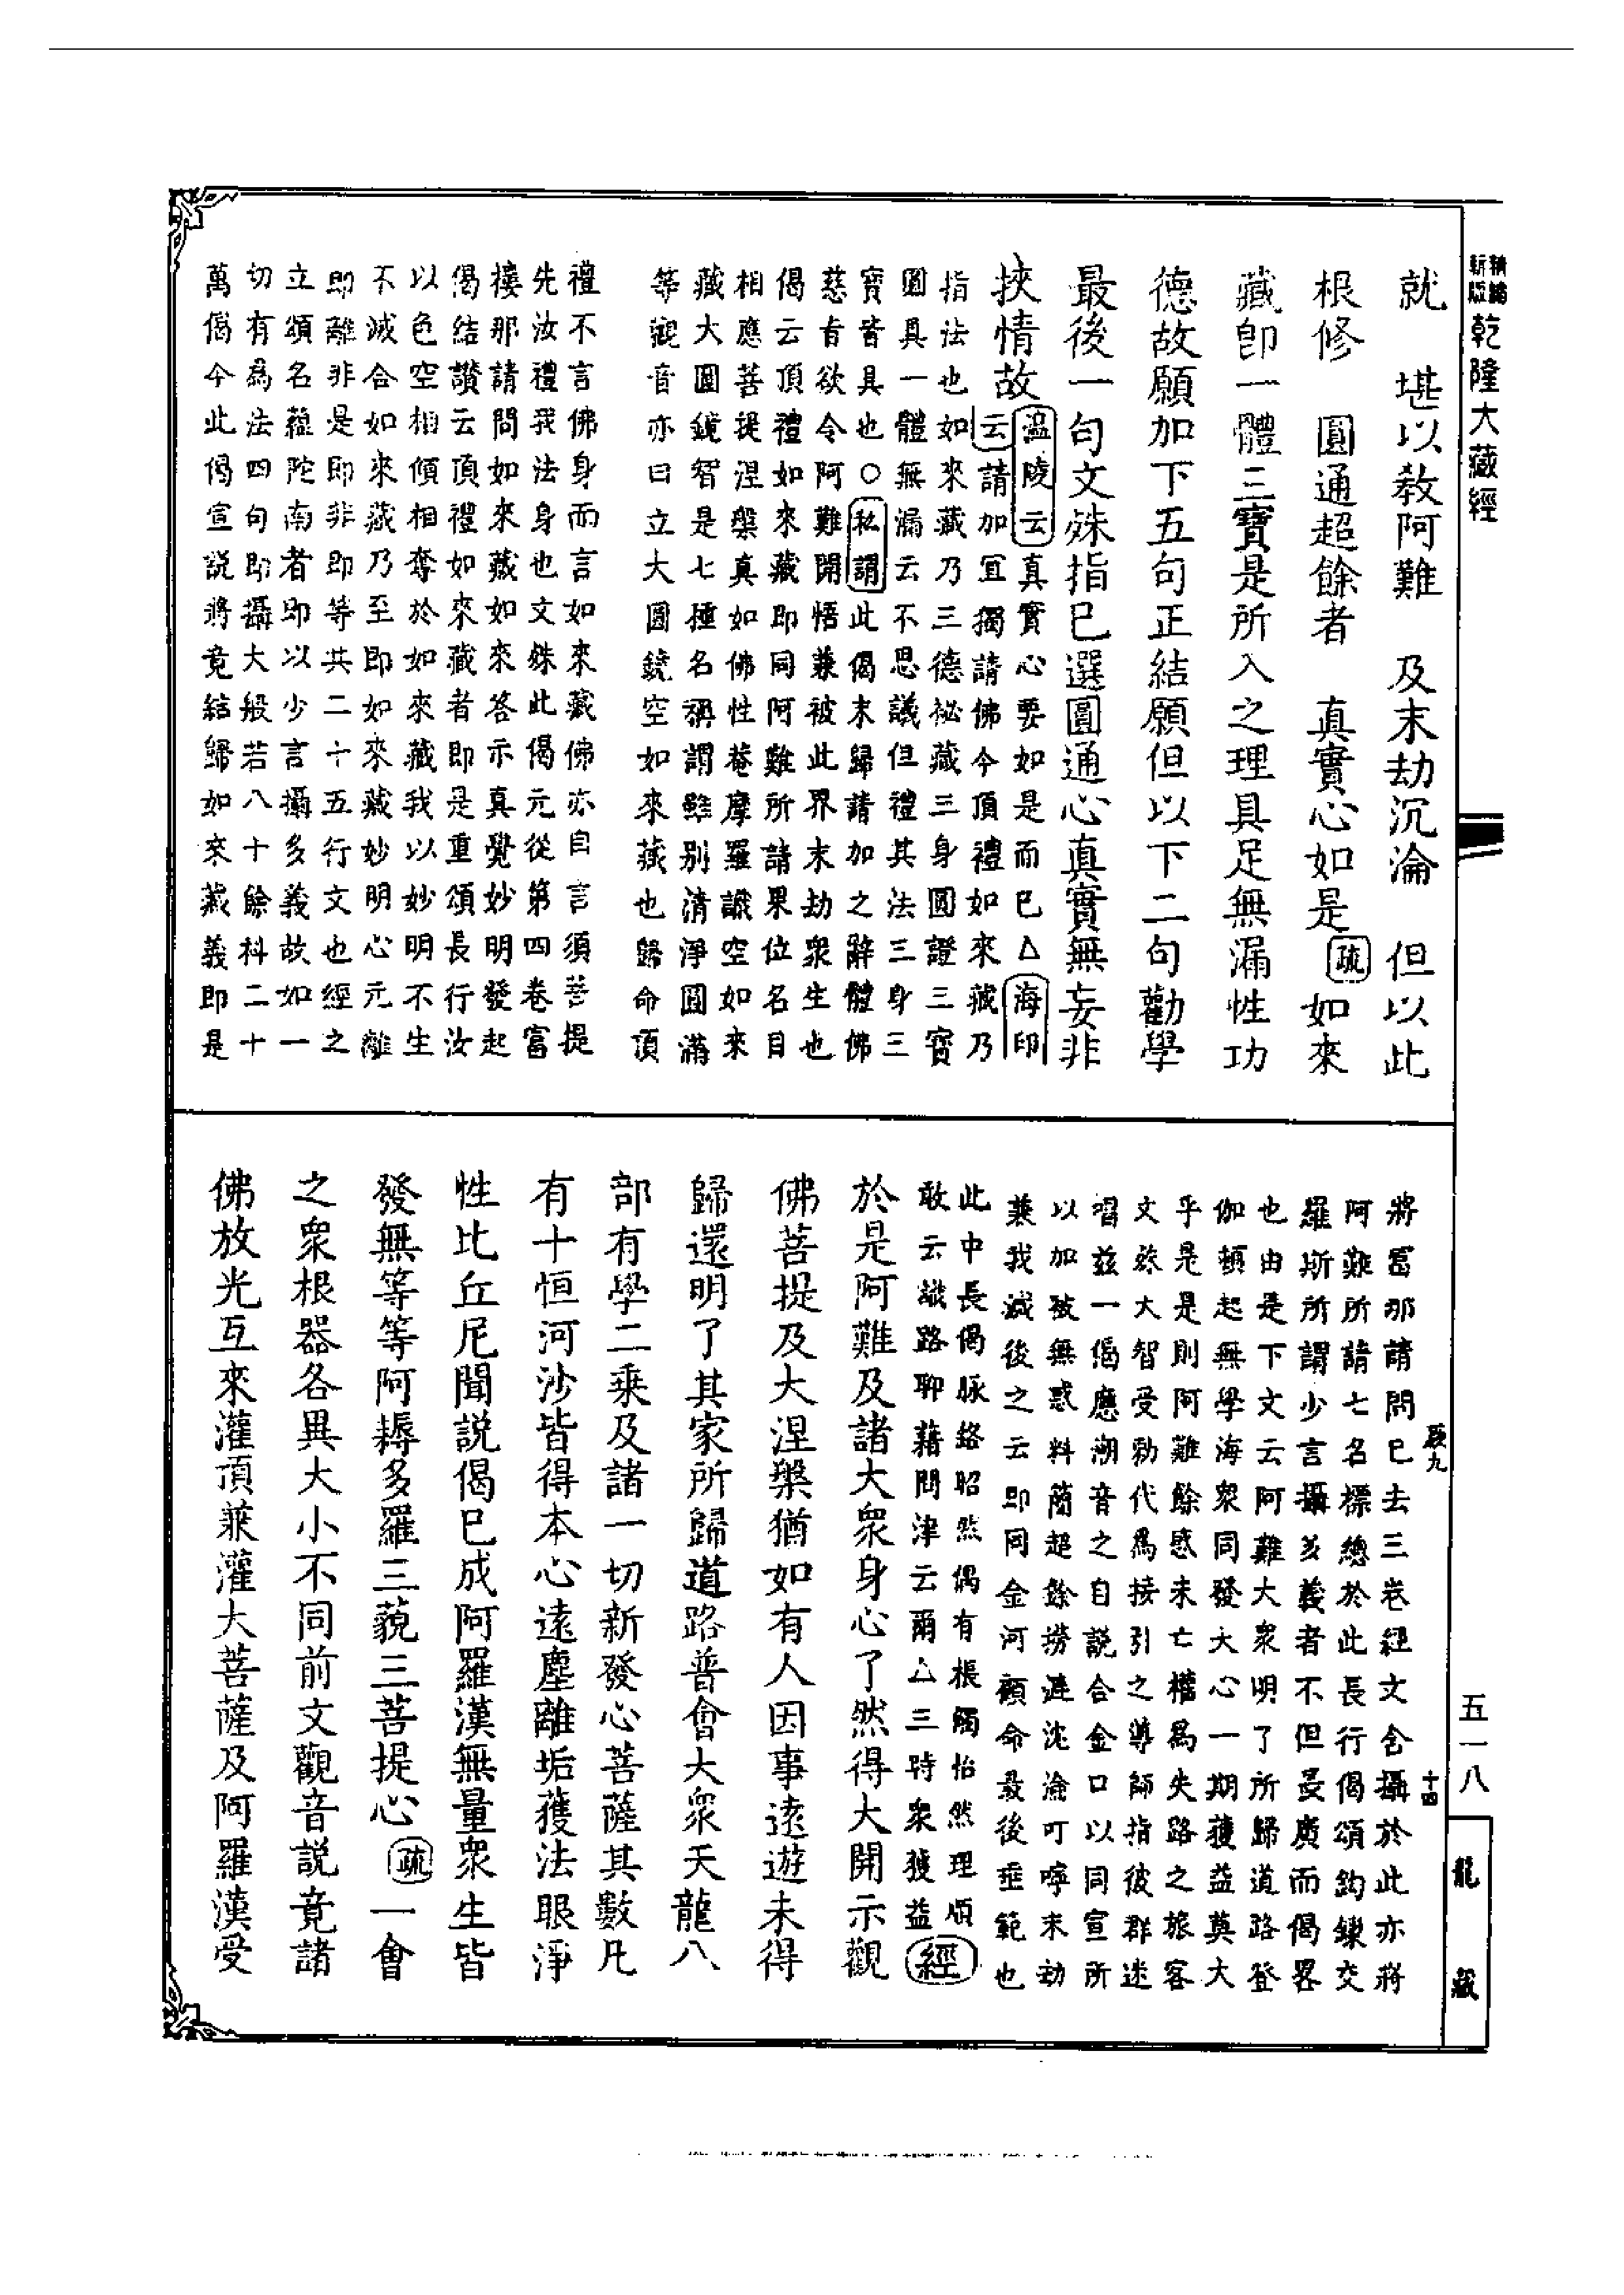 新編
新版
乾隆大藏經
就　堪以教阿難　及末劫沉淪　但以此
根修　圓通超餘者　真實心如是疏如來
藏卽一體三寶是所入之理具足無漏性功
德故願加下五句正結願但以下二句勸學
最後一句文殊指已選圓通心真實無妄非
挾情故溫陵云真實心要如是而已△海印
云請加冝獨請佛今頂禮如來藏乃
指法也如來藏乃三德祕藏三身圓證三寶
圓具一體無漏云不思議但禮其法三身三
寶皆具也○私謂此偈末歸請加之辭體佛
慈肯欲令阿難開悟兼被此界末劫衆生也
偈云頂禮如來藏即同阿難所請果位名目
相應菩提涅槃真如佛性菴摩羅識空如來
藏大圓鏡智是七種名稱謂雖別清淨圓滿
等觀音亦曰立大圓鏡空如來藏也歸命頂
禮不言佛身而言如來藏佛亦自言須菩提
先汝禮我法身也文殊此偈元從第四卷富
接那請問如來藏如來荅示真覺妙明發起
偈結讚云頂禮如來藏者即是重頌長行汝
以色空相傾相奪於如來藏我以妙明不生
不滅合如來藏乃至即如來藏妙明心元離
即離非是即非即等共二十五行文也經之
立頌名蘊陀南者即以少言攝多義故如一
切有爲法四句即攝大般若八十餘科二十
萬偈今此偈宣說將竟結歸如來藏義即是
將富那請問已去三卷經文含攝於此亦將
阿難所請七名標總於此長行偈頌鈎鏁交
羅斯所謂少言攝多義者不但長廣而偈畧
也由是下文云阿難大衆明了所歸道路登
伽頓起無學海衆同發大心一期獲益莫大
乎是是則阿難餘惑未亡權爲失路之旅客
文殊大智受勑代爲接引之導師指彼群迷
唱兹一偈應潮音之自說合金口以同宣所
以加被無惑料蕳超餘撈漉沈淪叮嚀末劫
兼我滅後之云即同金河顧命最後垂範也
此中長偈脉絡昭然偶有棖觸怡然理順
敢云識路聊藉問津云爾△三時衆獲益經
於是阿難及諸大衆身心了然得大開示觀
佛菩提及大涅槃猶如有人因事遠遊未得
歸還明了其家所歸道路普會大衆天龍八
部有學二乘及諸一切新發心菩薩其數凡
有十恒河沙皆得本心遠塵離垢獲法眼淨
性比丘尼聞說偈已成阿羅漢無量衆生皆
發無等等阿耨多羅三藐三菩提心疏一會
之衆根器各異大小不同前文觀音說竟諸
佛放光互來灌頂兼灌大菩薩及阿羅漢受
五一八
十四
龍藏